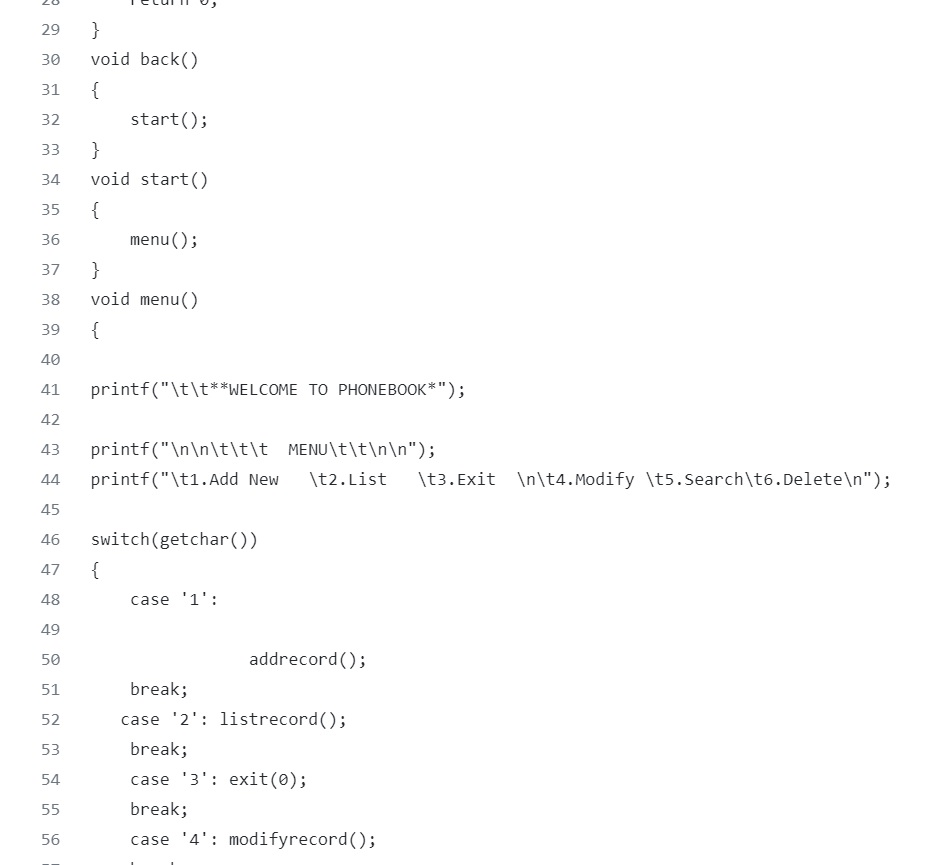 28      return 0;
29  }
30  void back()
31  {
32      start();
33  }
34  void start()
35  {
36      menu();
37  }
38  void menu()
39  {
40
41  printf("\t\t**WELCOME TO PHONEBOOK*");
42
43  printf("\n\n\t\t\t  MENU\t\t\n\n");
44  printf("\t1.Add New   \t2.List   \t3.Exit  \n\t4.Modify \t5.Search\t6.Delete\n");
45
46  switch(getchar())
47  {
48      case '1':
49
50                  addrecord();
51      break;
52     case '2': listrecord();
53      break;
54      case '3': exit(0);
55      break;
56      case '4': modifyrecord();